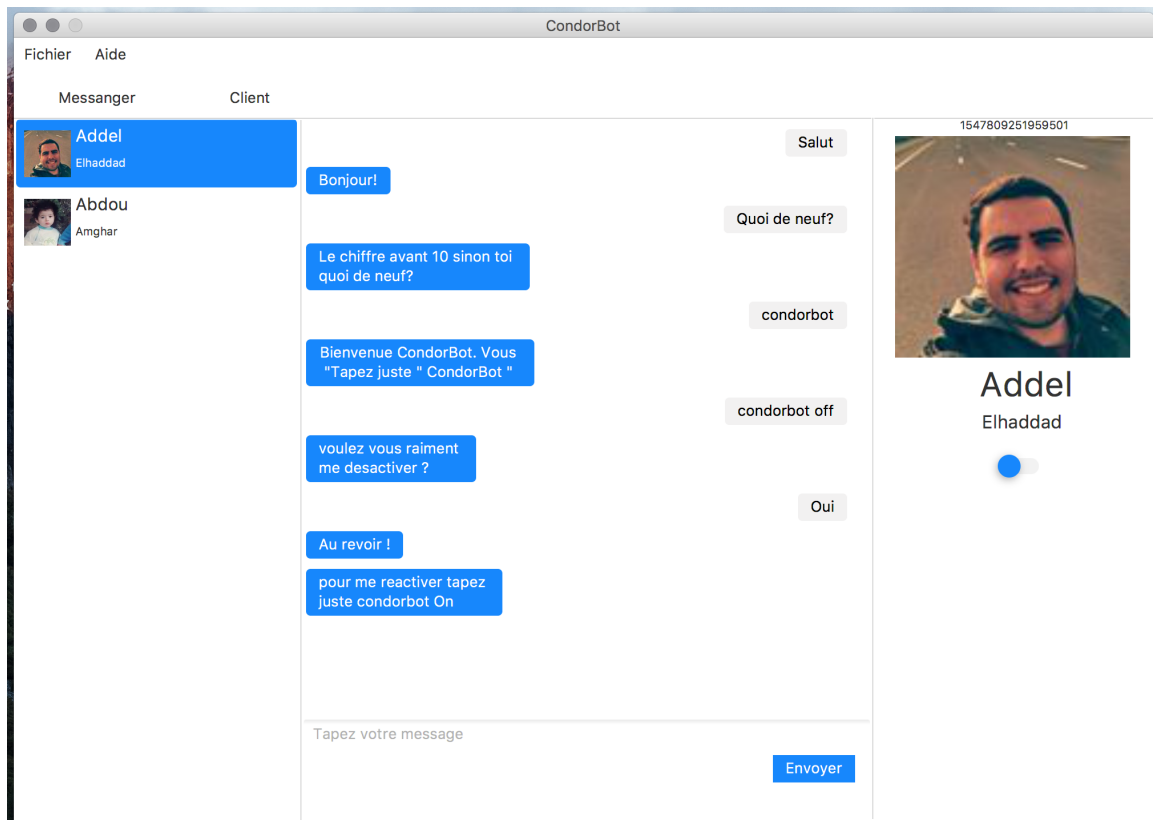 CondorBot
Fichier Aide
Messanger Client
Addel
Elhaddad
Abdou
Amghar
Salut
Bonjour!
Quoi de neuf?
Le chiffre avant 10 sinon toi
quoi de neuf?
condorbot
Bienvenue CondorBot. Vous
"Tapez juste " CondorBot "
condorbot off
voulez vous raiment
me desactiver ?
Oui
Au revoir !
pour me reactiver tapez
juste condorbot On
Tapez votre message
Envoyer
1547809251959501
Addel
Elhaddad